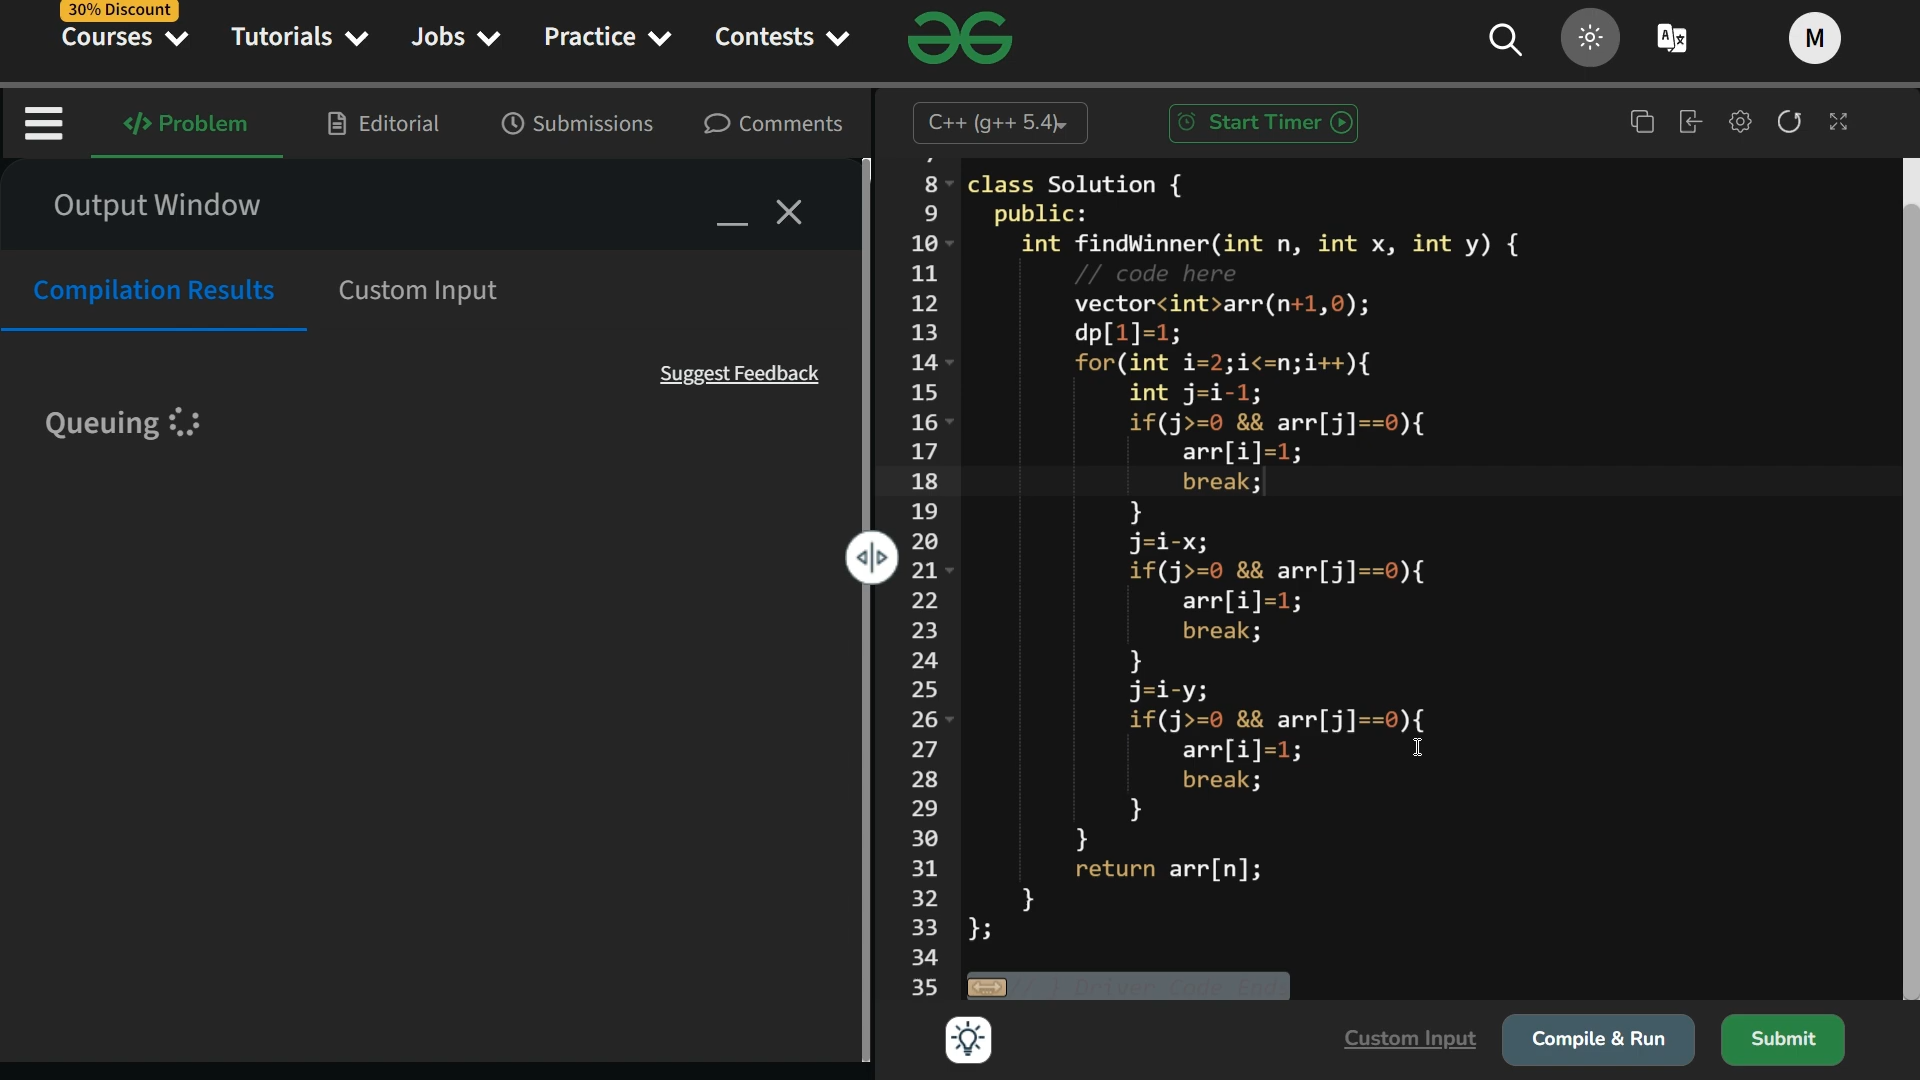 30% Discount
Courses Tutorials Jobs Practice Contests
M
</> Problem Editorial Submissions Comments
C++ (g++ 5.4) Start Timer
Output Window
Compilation Results Custom Input
Suggest Feedback
Queuing
8 class Solution {
9 public:
10 int findWinner(int n, int x, int y) {
11 // code here
12 vector<int>arr(n+1,0);
13 dp[1]=1;
14 for(int i=2;i<=n;i++){
15 int j=i-1;
16 if(j>=0 && arr[j]==0){
17 arr[i]=1;
18 break;
19 }
20 j=i-x;
21 if(j>=0 && arr[j]==0){
22 arr[i]=1;
23 break;
24 }
25 j=i-y;
26 if(j>=0 && arr[j]==0){
27 arr[i]=1;
28 break;
29 }
30 }
31 return arr[n];
32 }
33 };
34
35 // } Driver Code Ends
Custom Input Compile & Run Submit